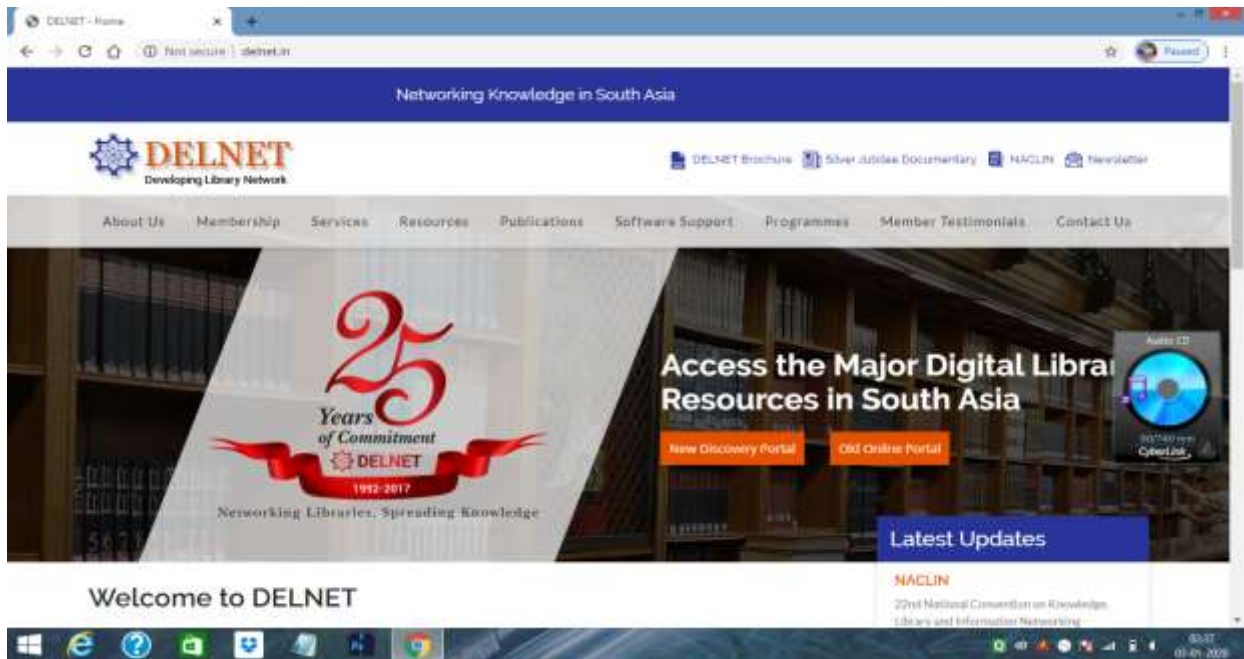 DELNET - Home
Not secure | delnet.in
Paused
Networking Knowledge in South Asia
DELNET
Developing Library Network
DELNET Brochure Silver Jubilee Documentary NACLIN Newsletter
About Us Membership Services Resources Publications Software Support Programmes Member Testimonials Contact Us
25
Years
of Commitment
DELNET
1992-2017
Networking Libraries, Spreading Knowledge
Access the Major Digital Librar
Resources in South Asia
New Discovery Portal Old Online Portal
Audio CD
CyberLink
Latest Updates
NACLIN
22nd National Convention on Knowledge,
Library and Information Networking
Welcome to DELNET